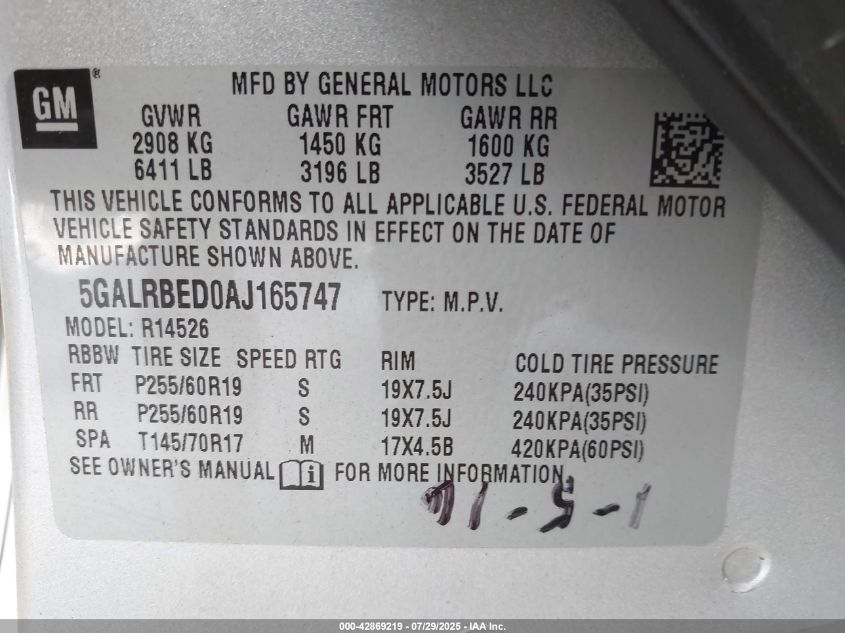 GM®
MFD BY GENERAL MOTORS LLC
GVWR GAWR FRT GAWR RR
2908 KG 1450 KG 1600 KG
6411 LB 3196 LB 3527 LB
THIS VEHICLE CONFORMS TO ALL APPLICABLE U.S. FEDERAL MOTOR
VEHICLE SAFETY STANDARDS IN EFFECT ON THE DATE OF
MANUFACTURE SHOWN ABOVE.
5GALRBED0AJ165747 TYPE: M.P.V.
MODEL: R14526
RBBW TIRE SIZE SPEED RTG RIM COLD TIRE PRESSURE
FRT P255/60R19 S 19X7.5J 240KPA(35PSI)
RR P255/60R19 S 19X7.5J 240KPA(35PSI)
SPA T145/70R17 M 17X4.5B 420KPA(60PSI)
SEE OWNER'S MANUAL i FOR MORE INFORMATION.
000-42869219 - 07/29/2025 - IAA Inc.